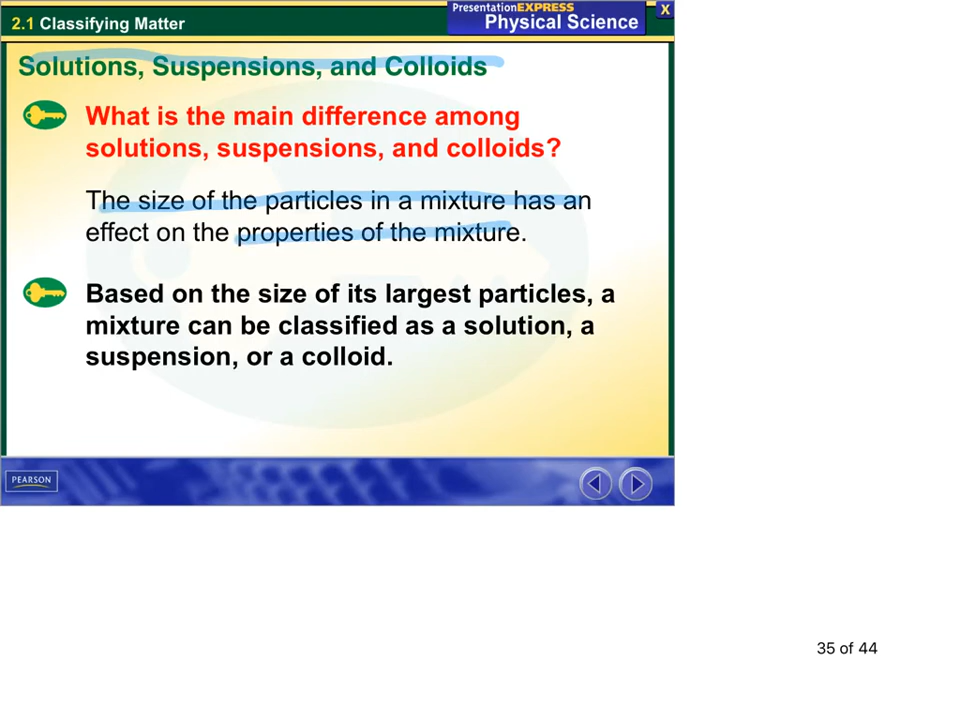 PresentationEXPRESS
X
2.1 Classifying Matter
Physical Science
Solutions, Suspensions, and Colloids
What is the main difference among
solutions, suspensions, and colloids?
The size of the particles in a mixture has an
effect on the properties of the mixture.
Based on the size of its largest particles, a
mixture can be classified as a solution, a
suspension, or a colloid.
PEARSON
35 of 44